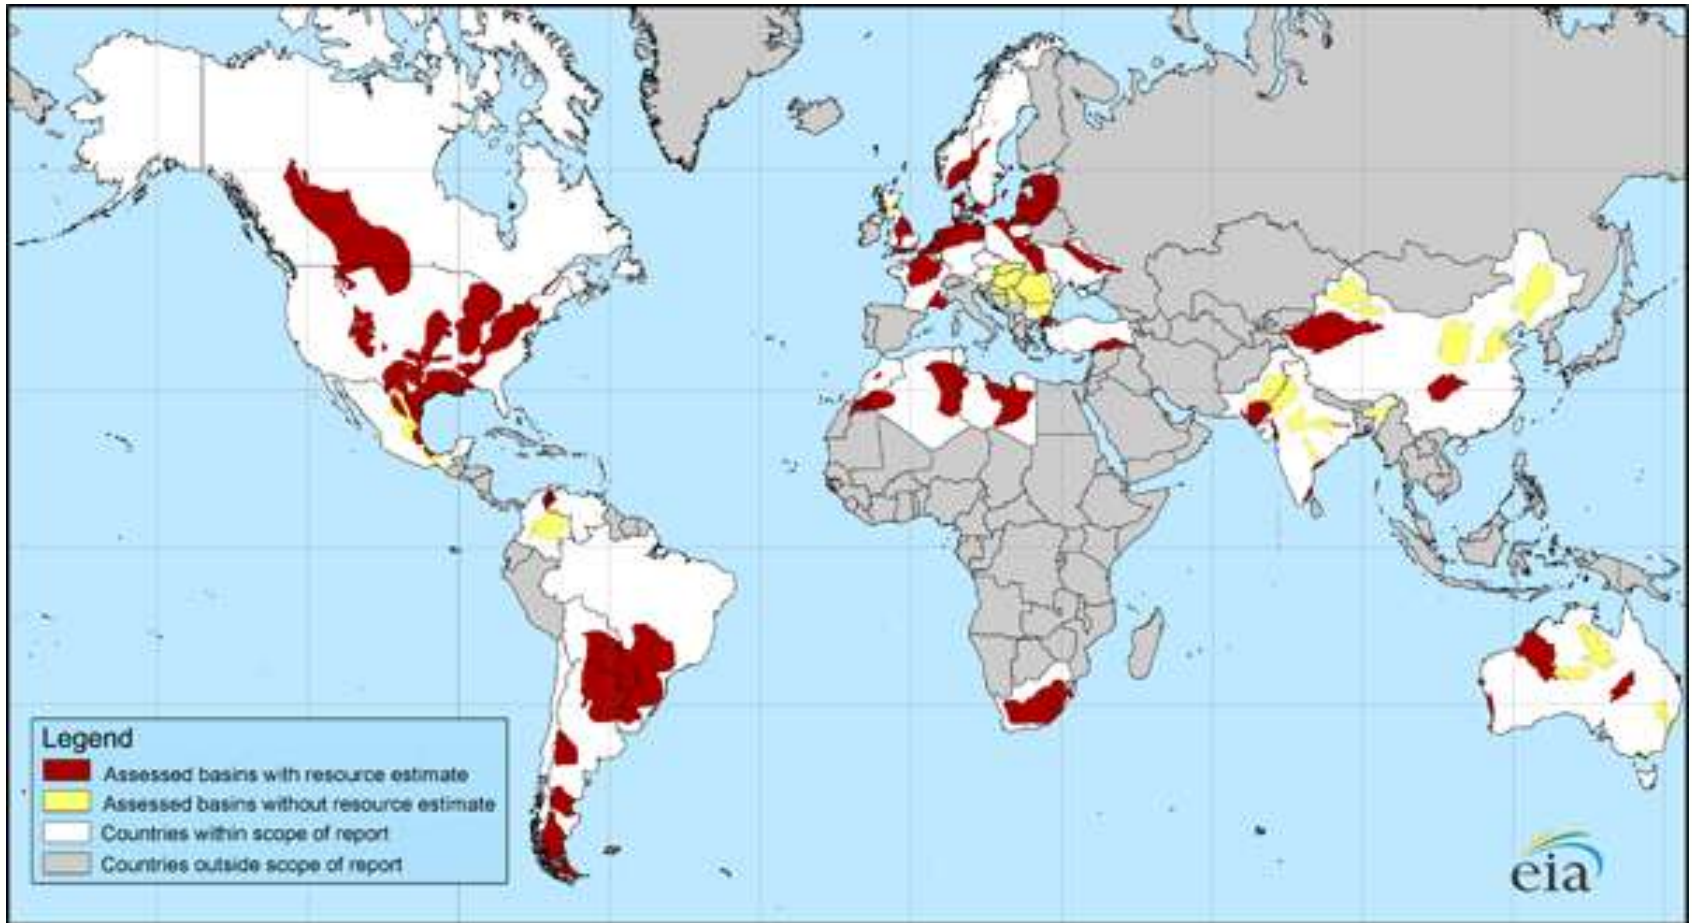 Legend
Assessed basins with resource estimate
Assessed basins without resource estimate
Countries within scope of report
Countries outside scope of report
eia